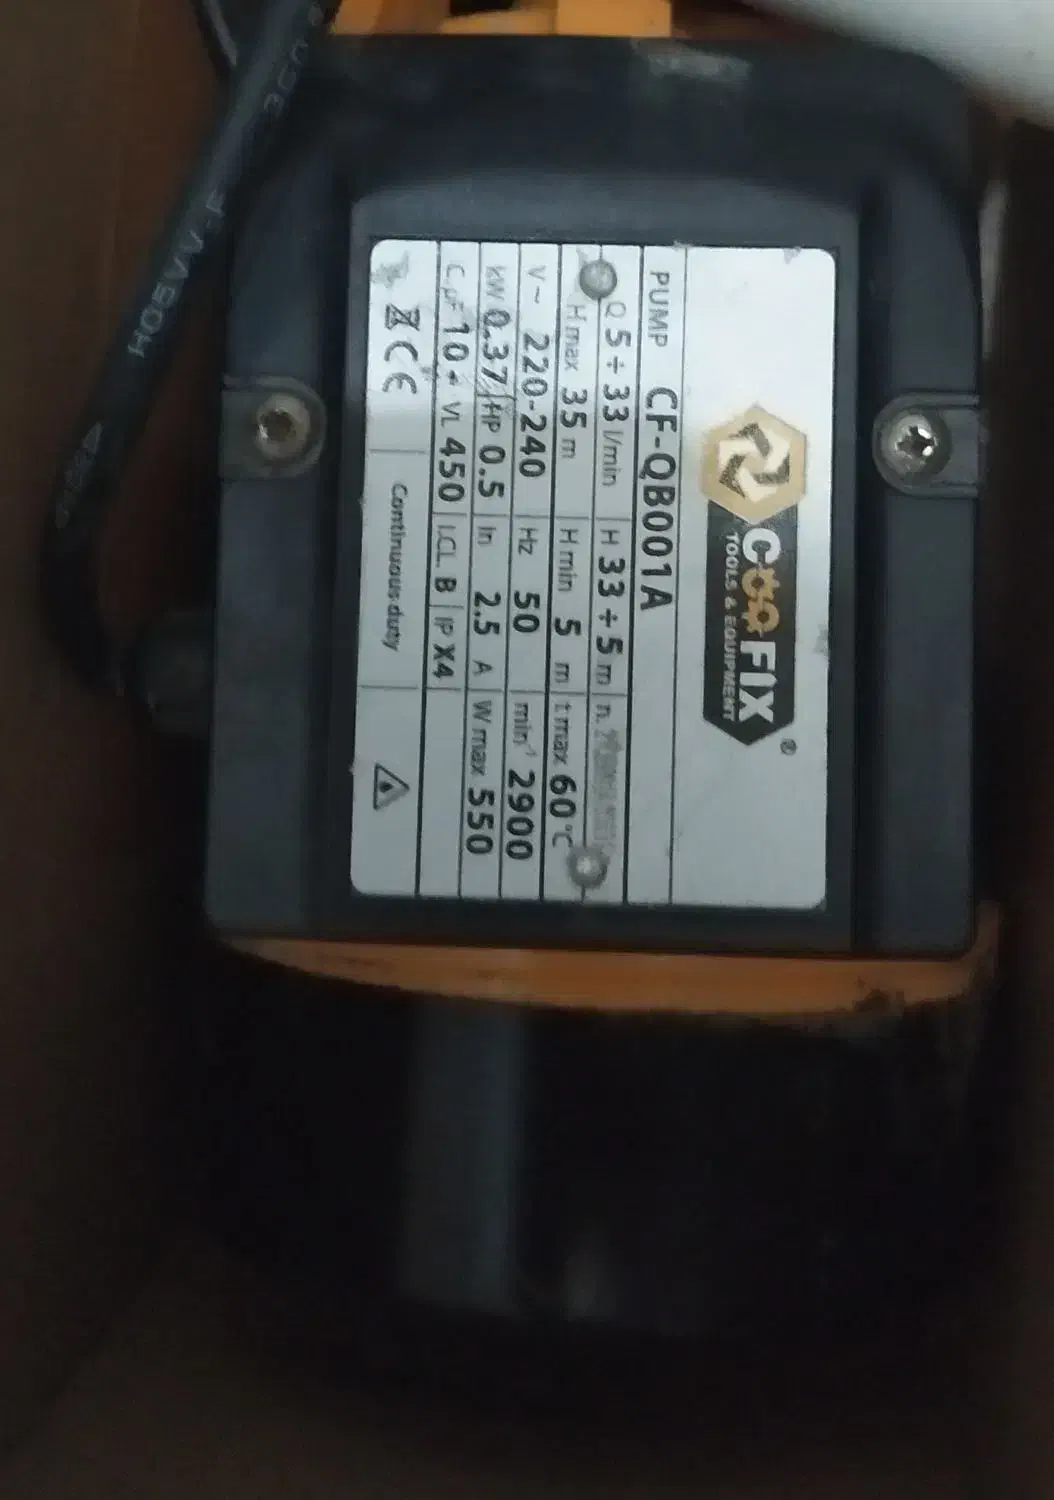 COOFIX ®
TOOLS & EQUIPMENT
PUMP CF-QB001A
Q 5÷33 l/min H 33÷5 m n.
H max 35 m H min 5 m t max 60 °C
V~ 220-240 Hz 50 min⁻¹ 2900
kW 0.37 HP 0.5 In 2.5 A W max 550
C.µF 10 VL 450 I.CL. B IP X4
CE Continuous duty
H05VV-F